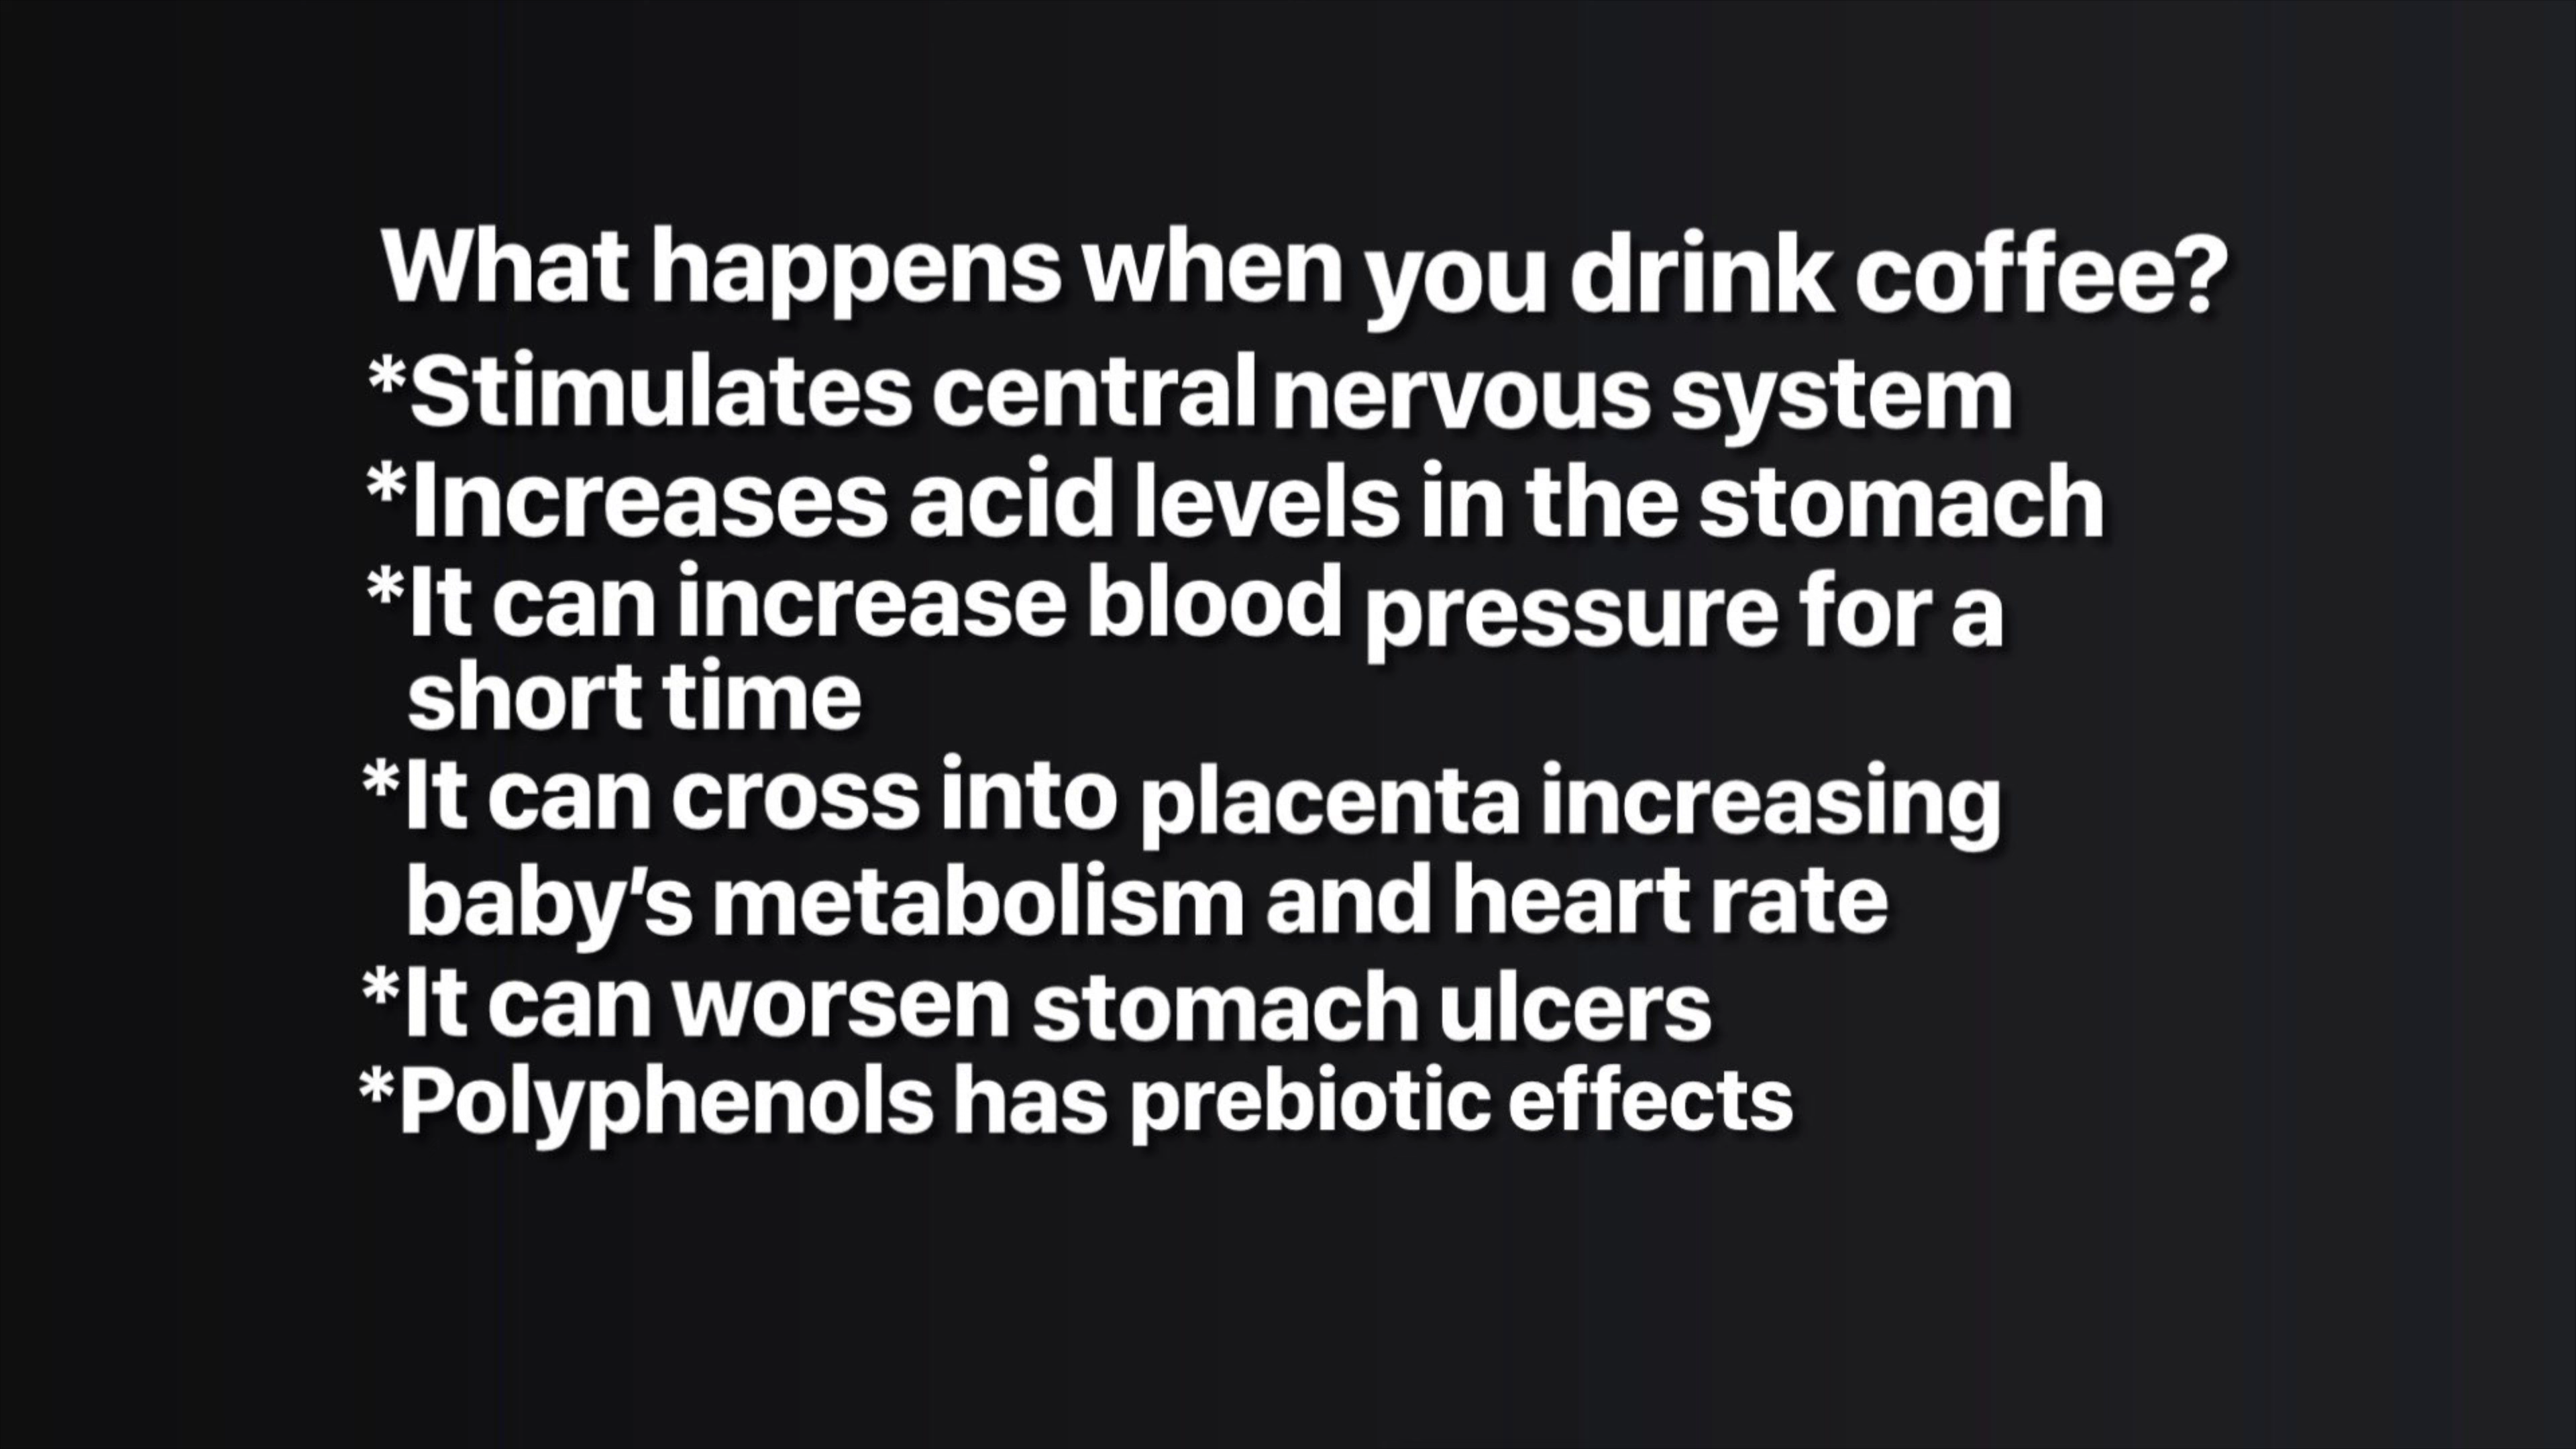 What happens when you drink coffee?
*Stimulates central nervous system
*Increases acid levels in the stomach
*It can increase blood pressure for a
short time
*It can cross into placenta increasing
baby’s metabolism and heart rate
*It can worsen stomach ulcers
*Polyphenols has prebiotic effects